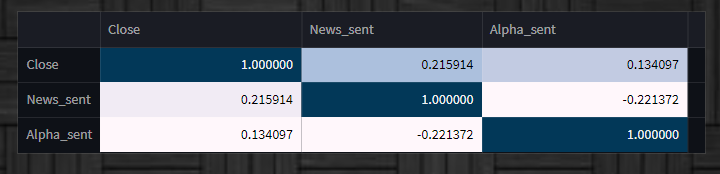 Close News_sent Alpha_sent
Close 1.000000 0.215914 0.134097
News_sent 0.215914 1.000000 -0.221372
Alpha_sent 0.134097 -0.221372 1.000000